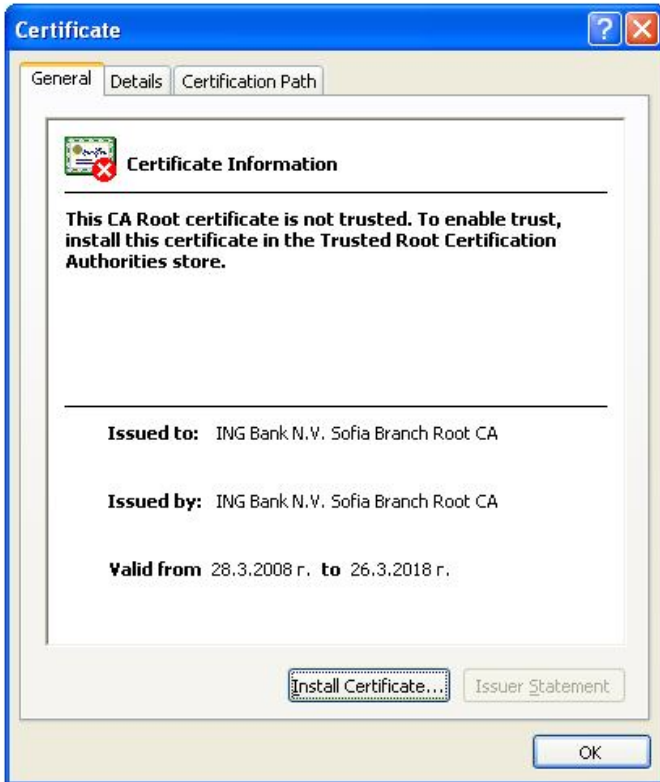 Certificate
General Details Certification Path
Certificate Information
This CA Root certificate is not trusted. To enable trust,
install this certificate in the Trusted Root Certification
Authorities store.
Issued to: ING Bank N.V. Sofia Branch Root CA
Issued by: ING Bank N.V. Sofia Branch Root CA
Valid from 28.3.2008 г. to 26.3.2018 г.
Install Certificate... Issuer Statement
OK